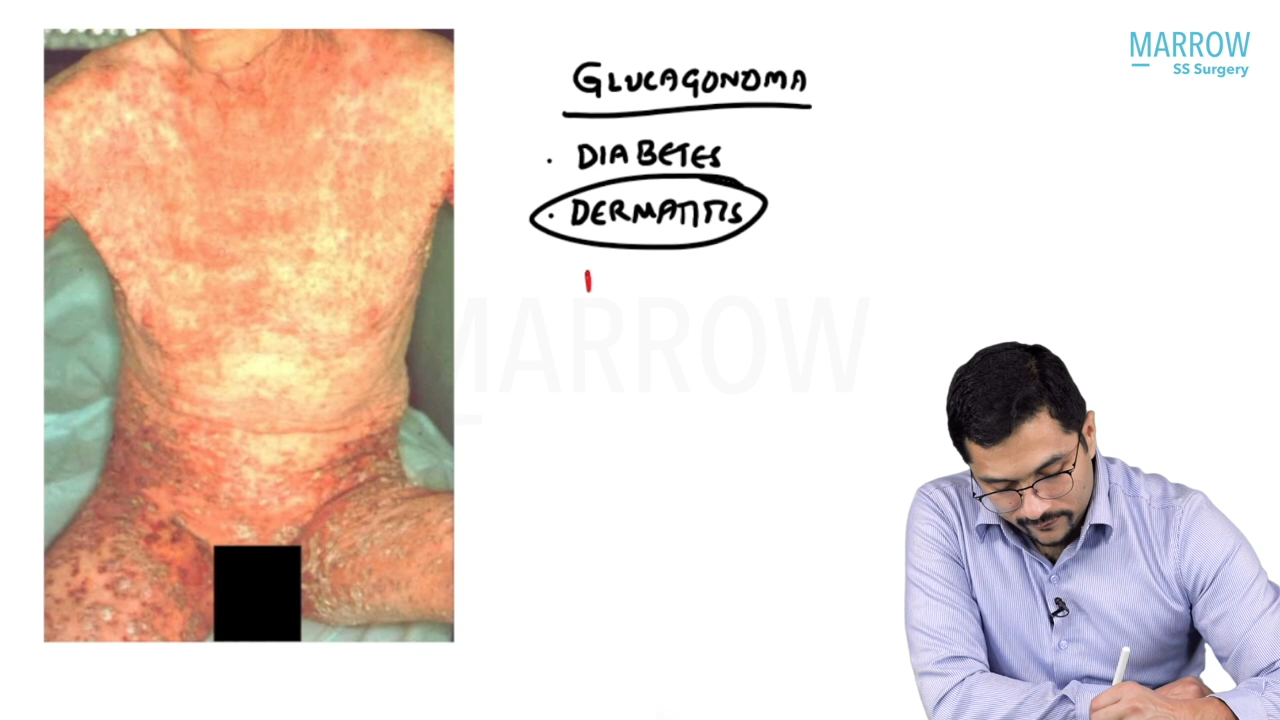 MARROW
SS Surgery
GLUCAGONOMA
· DIABETES
· DERMATITIS
MARROW